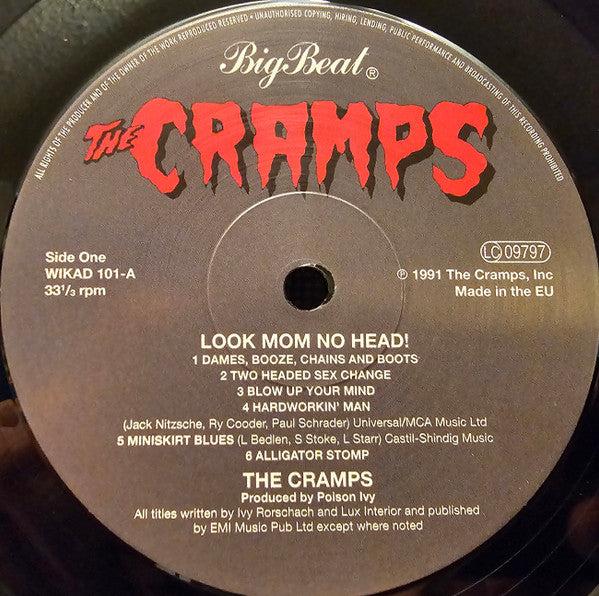 ALL RIGHTS OF THE PRODUCER AND OF THE OWNER OF THE WORK REPRODUCED RESERVED • UNAUTHORISED COPYING, HIRING, LENDING, PUBLIC PERFORMANCE AND BROADCASTING OF THIS RECORDING PROHIBITED
Big Beat ®
THE CRAMPS
Side One
WIKAD 101-A
33¹/₃ rpm
LC 09797
℗ 1991 The Cramps, Inc
Made in the EU
LOOK MOM NO HEAD!
1 DAMES, BOOZE, CHAINS AND BOOTS
2 TWO HEADED SEX CHANGE
3 BLOW UP YOUR MIND
4 HARDWORKIN' MAN
(Jack Nitzsche, Ry Cooder, Paul Schrader) Universal/MCA Music Ltd
5 MINISKIRT BLUES (L Bedlen, S Stoke, L Starr) Castil-Shindig Music
6 ALLIGATOR STOMP
THE CRAMPS
Produced by Poison Ivy
All titles written by Ivy Rorschach and Lux Interior and published
by EMI Music Pub Ltd except where noted